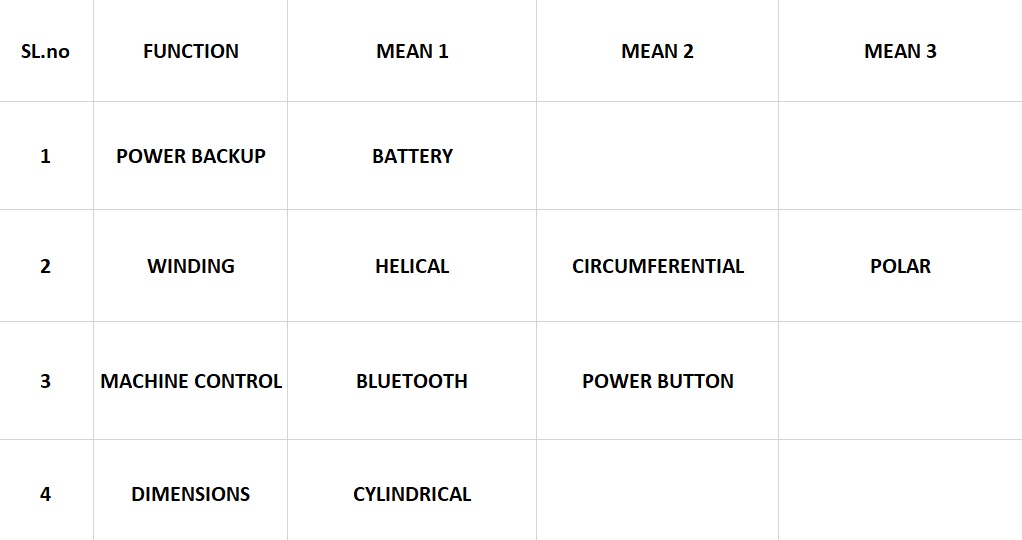 SL.no FUNCTION MEAN 1 MEAN 2 MEAN 3
1 POWER BACKUP BATTERY
2 WINDING HELICAL CIRCUMFERENTIAL POLAR
3 MACHINE CONTROL BLUETOOTH POWER BUTTON
4 DIMENSIONS CYLINDRICAL